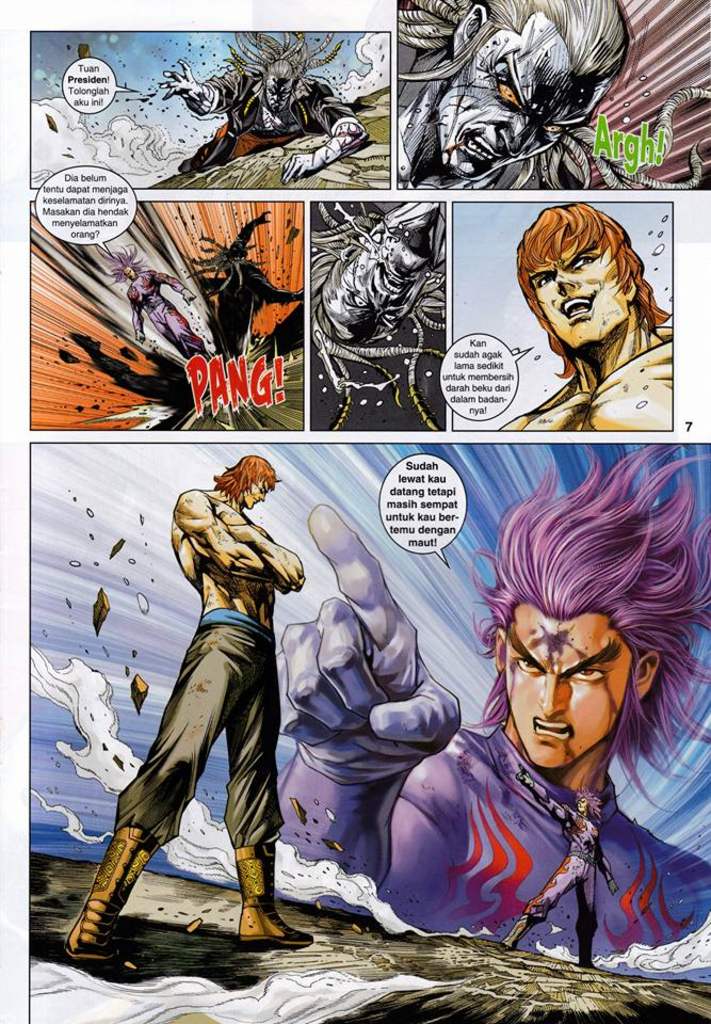 Tuan
Presiden!
Tolonglah
aku ini!
Argh!
Dia belum
tentu dapat menjaga
keselamatan dirinya.
Masakan dia hendak
menyelamatkan
orang?
PANG!
Kan
sudah agak
lama sedikit
untuk membersih
darah beku dari
dalam badan-
nya!
7
Sudah
lewat kau
datang tetapi
masih sempat
untuk kau ber-
temu dengan
maut!